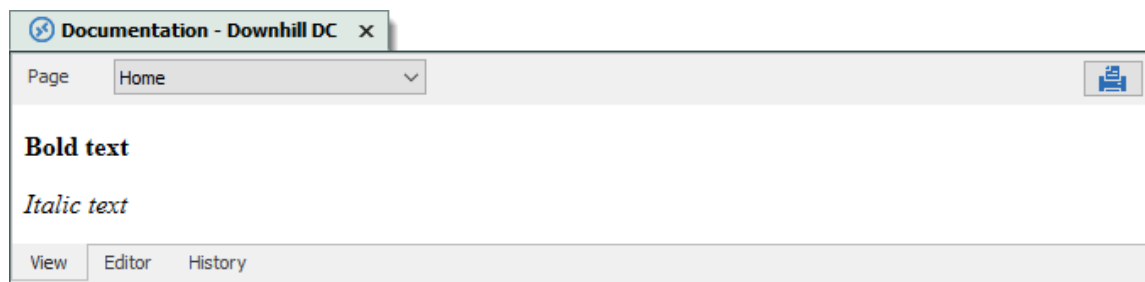 Documentation - Downhill DC x
Page Home
Bold text
Italic text
View Editor History